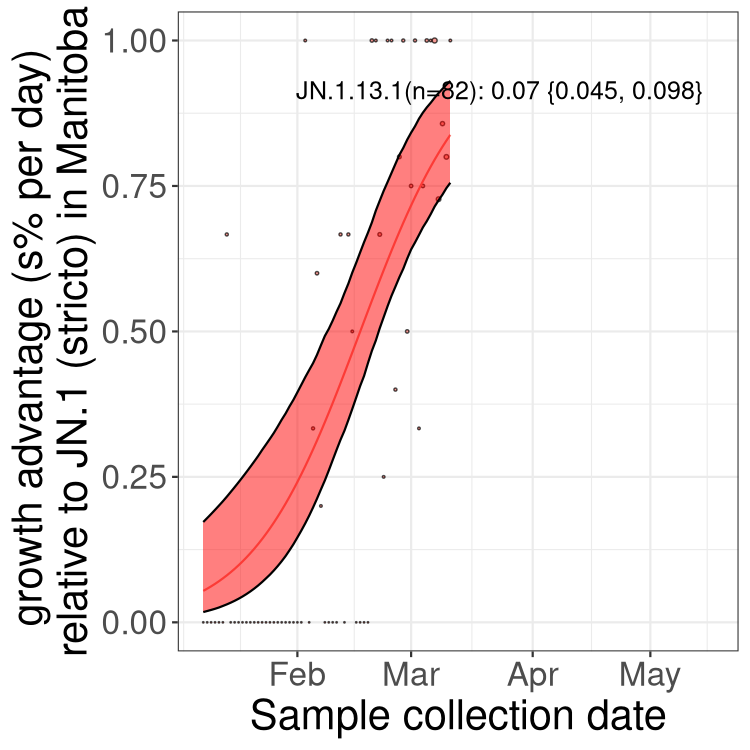 growth advantage (s% per day)
relative to JN.1 (stricto) in Manitoba
1.00
0.75
0.50
0.25
0.00
JN.1.13.1(n=82): 0.07 {0.045, 0.098}
Feb Mar Apr May
Sample collection date